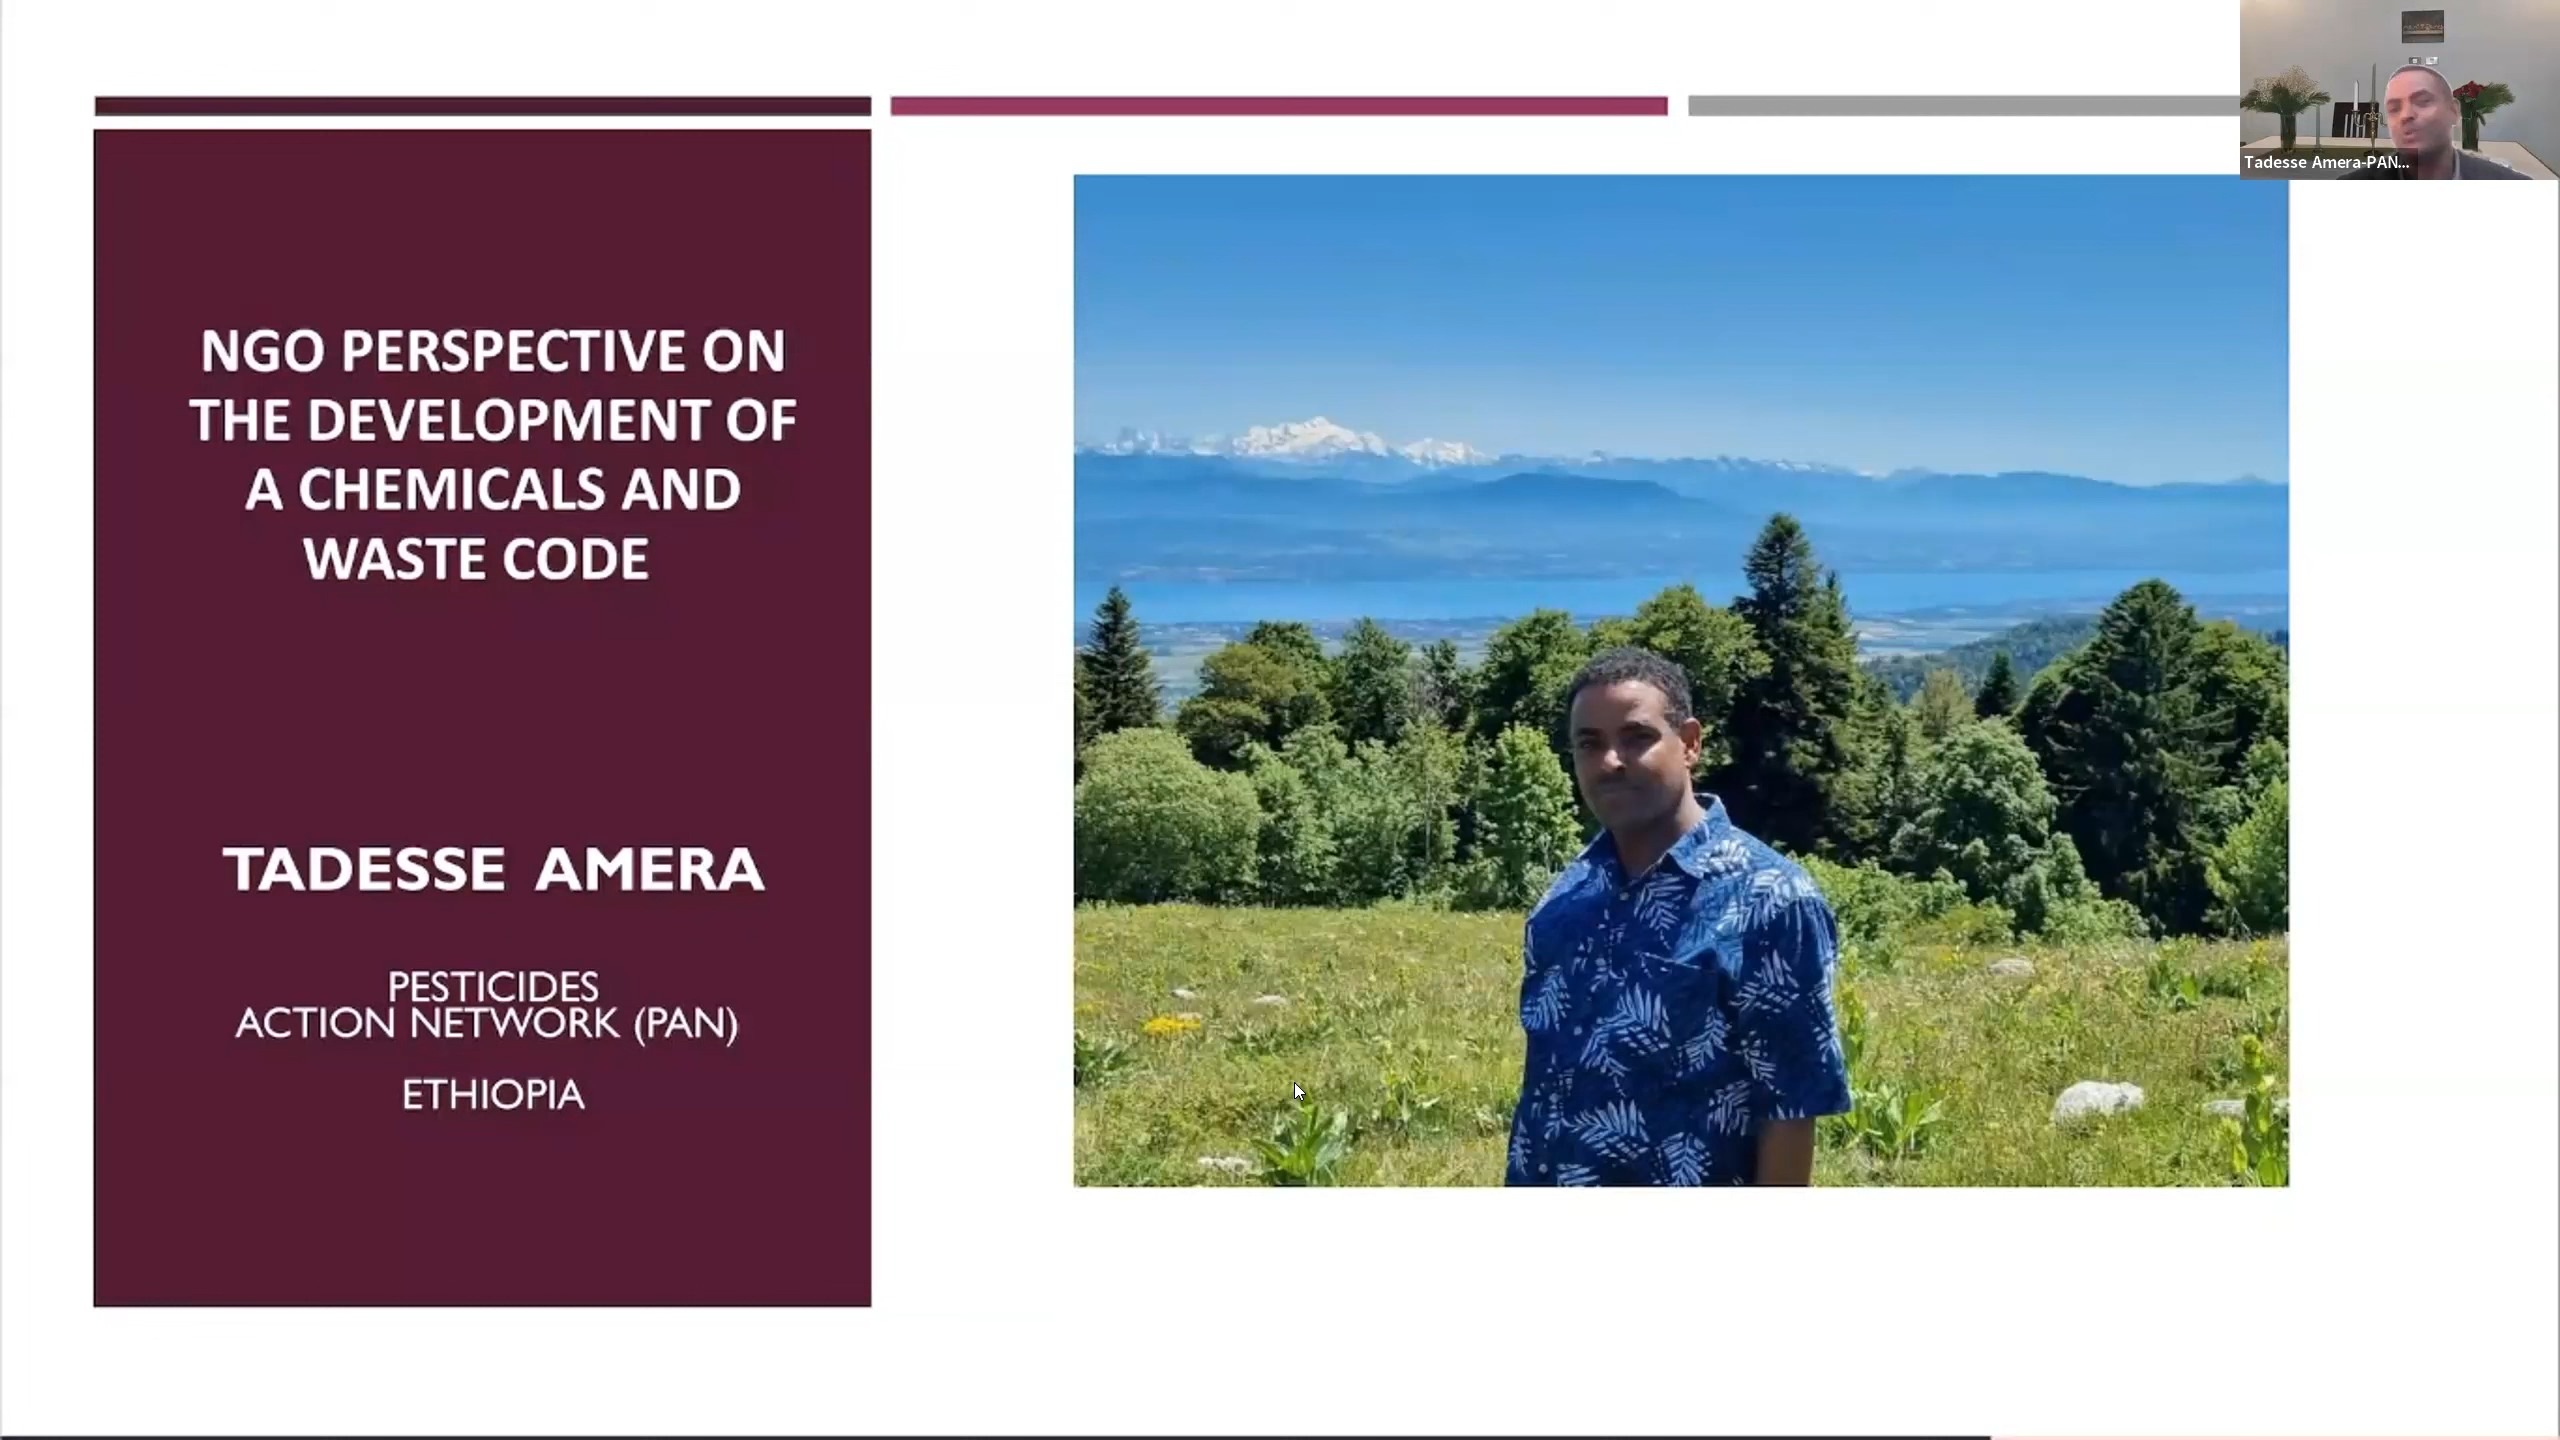 NGO PERSPECTIVE ON
THE DEVELOPMENT OF
A CHEMICALS AND
WASTE CODE
TADESSE AMERA
PESTICIDES
ACTION NETWORK (PAN)
ETHIOPIA
Tadesse Amera-PAN...